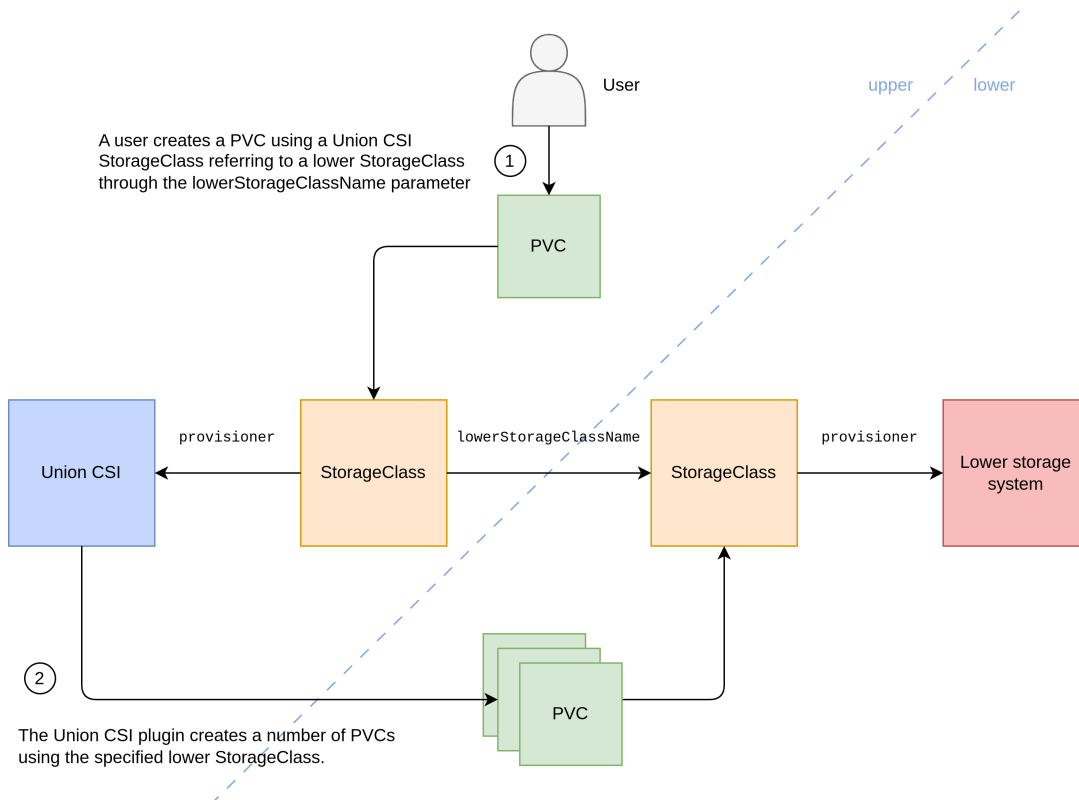 User
upper
lower
A user creates a PVC using a Union CSI
StorageClass referring to a lower StorageClass
through the lowerStorageClassName parameter
1
PVC
provisioner
lowerStorageClassName
provisioner
Union CSI
StorageClass
StorageClass
Lower storage
system
2
PVC
The Union CSI plugin creates a number of PVCs
using the specified lower StorageClass.